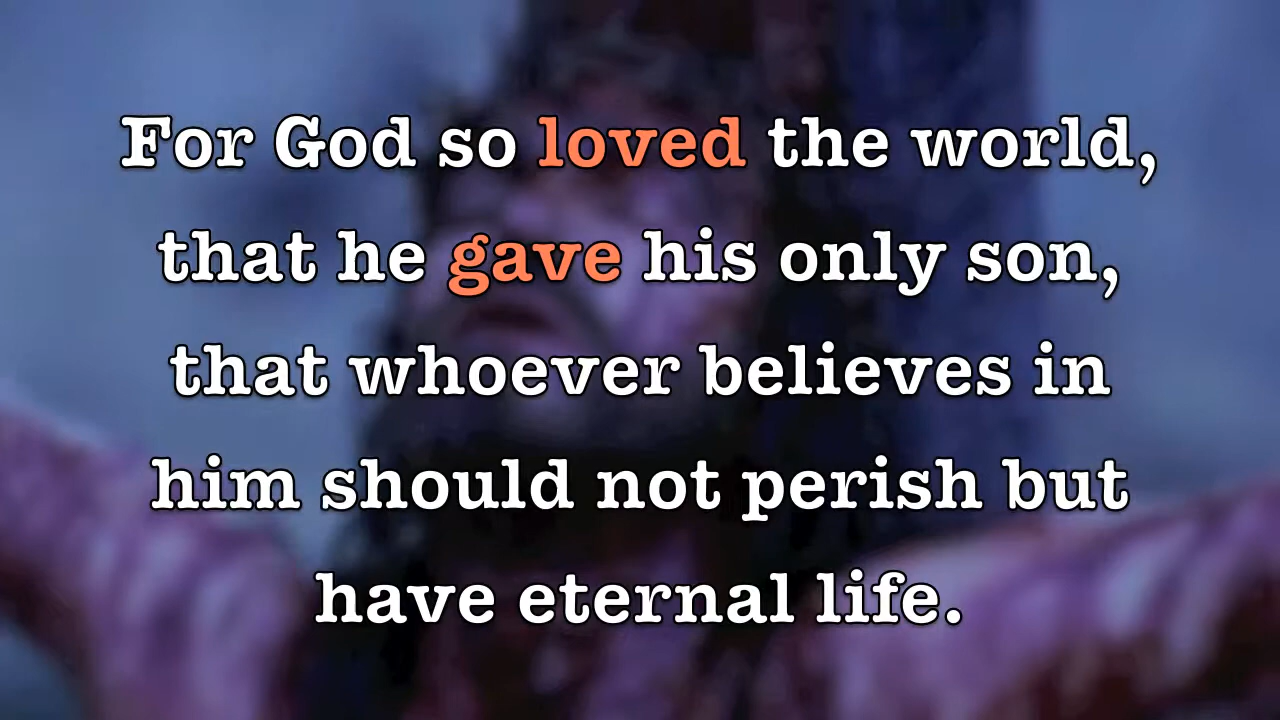 For God so loved the world,
that he gave his only son,
that whoever believes in
him should not perish but
have eternal life.